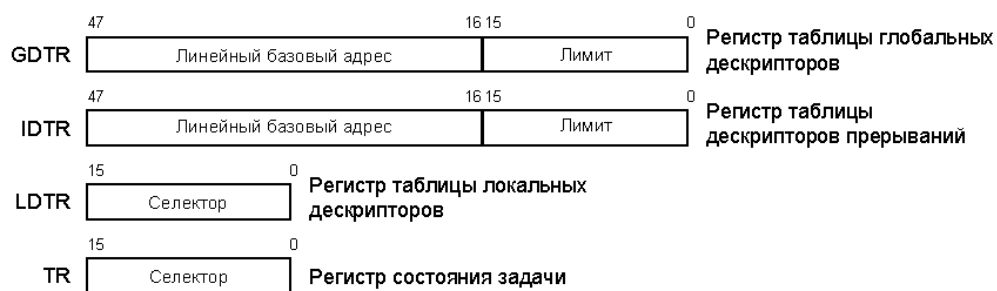 47 16 15 0
GDTR Линейный базовый адрес Лимит Регистр таблицы глобальных
дескрипторов
47 16 15 0
IDTR Линейный базовый адрес Лимит Регистр таблицы
дескрипторов прерываний
15 0
LDTR Селектор Регистр таблицы локальных
дескрипторов
15 0
TR Селектор Регистр состояния задачи